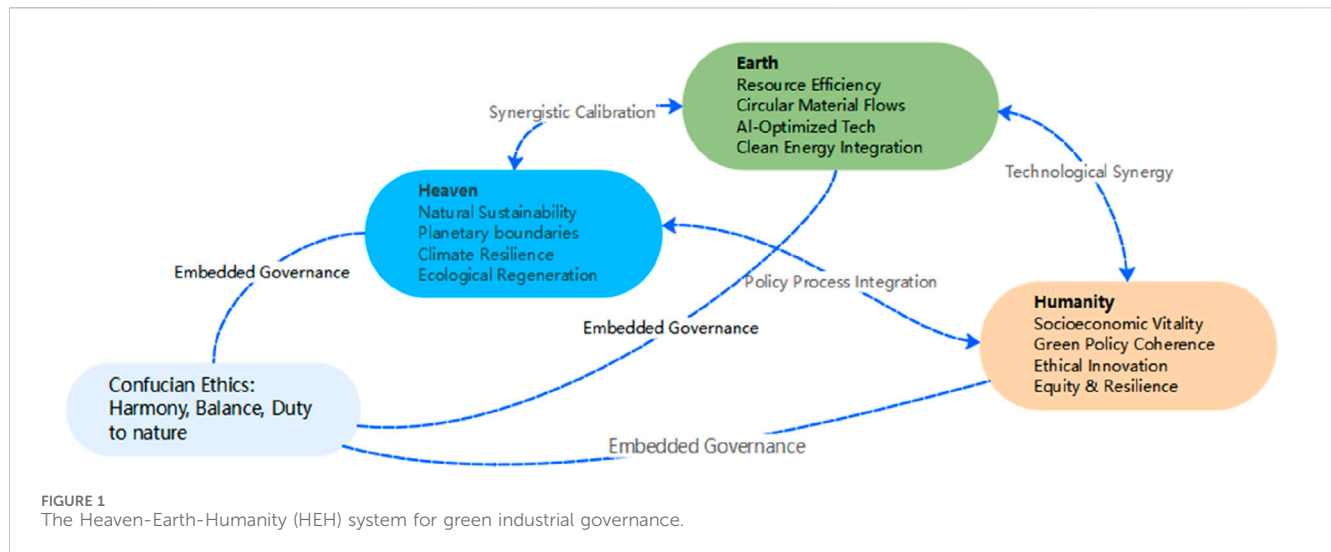 Earth
Resource Efficiency
Circular Material Flows
AI-Optimized Tech
Clean Energy Integration
Synergistic Calibration
Technological Synergy
Heaven
Natural Sustainability
Planetary boundaries
Climate Resilience
Ecological Regeneration
Embedded Governance
Policy Process Integration
Humanity
Socioeconomic Vitality
Green Policy Coherence
Ethical Innovation
Equity & Resilience
Embedded Governance
Confucian Ethics:
Harmony, Balance, Duty
to nature
Embedded Governance
FIGURE 1
The Heaven-Earth-Humanity (HEH) system for green industrial governance.